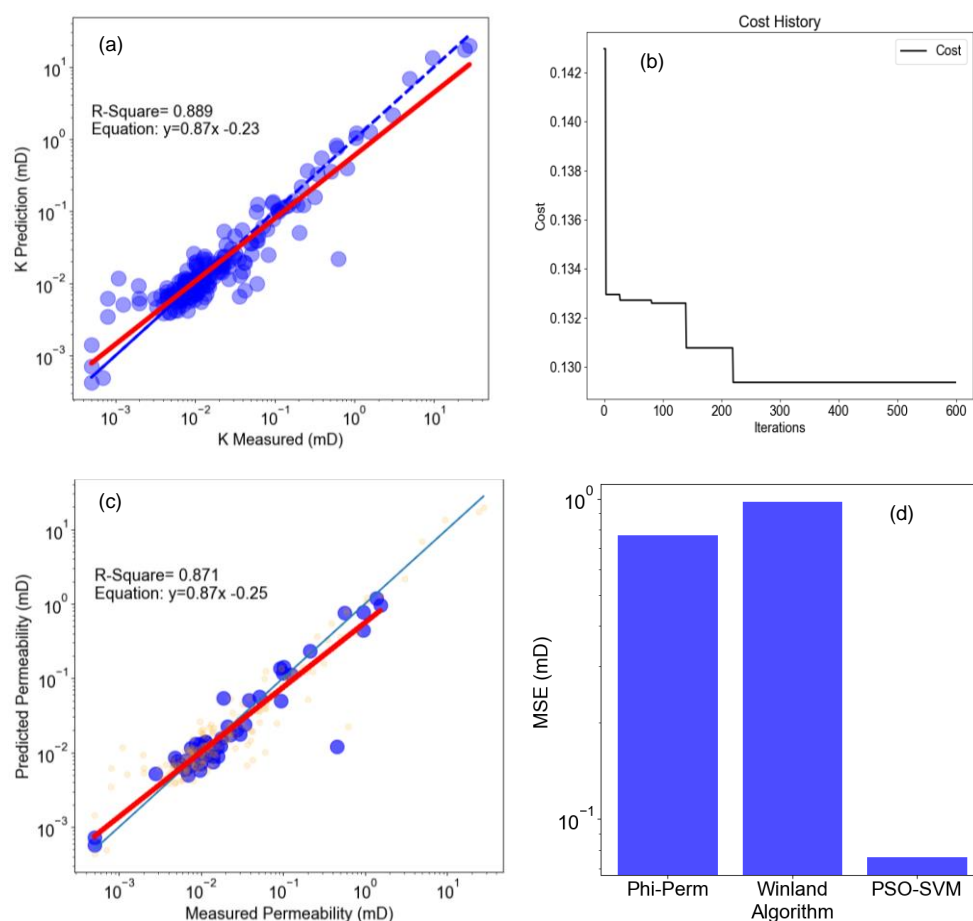 (a)
R-Square= 0.889
Equation: y=0.87x -0.23
K Prediction (mD)
10¹
10⁰
10⁻¹
10⁻²
10⁻³
10⁻³ 10⁻² 10⁻¹ 10⁰ 10¹
K Measured (mD)
Cost History
(b)
Cost
Cost
0.142
0.140
0.138
0.136
0.134
0.132
0.130
0 100 200 300 400 500 600
Iterations
(c)
R-Square= 0.871
Equation: y=0.87x -0.25
Predicted Permeability (mD)
10¹
10⁰
10⁻¹
10⁻²
10⁻³
10⁻³ 10⁻² 10⁻¹ 10⁰ 10¹
Measured Permeability (mD)
(d)
MSE (mD)
10⁰
10⁻¹
Phi-Perm Winland PSO-SVM
Algorithm